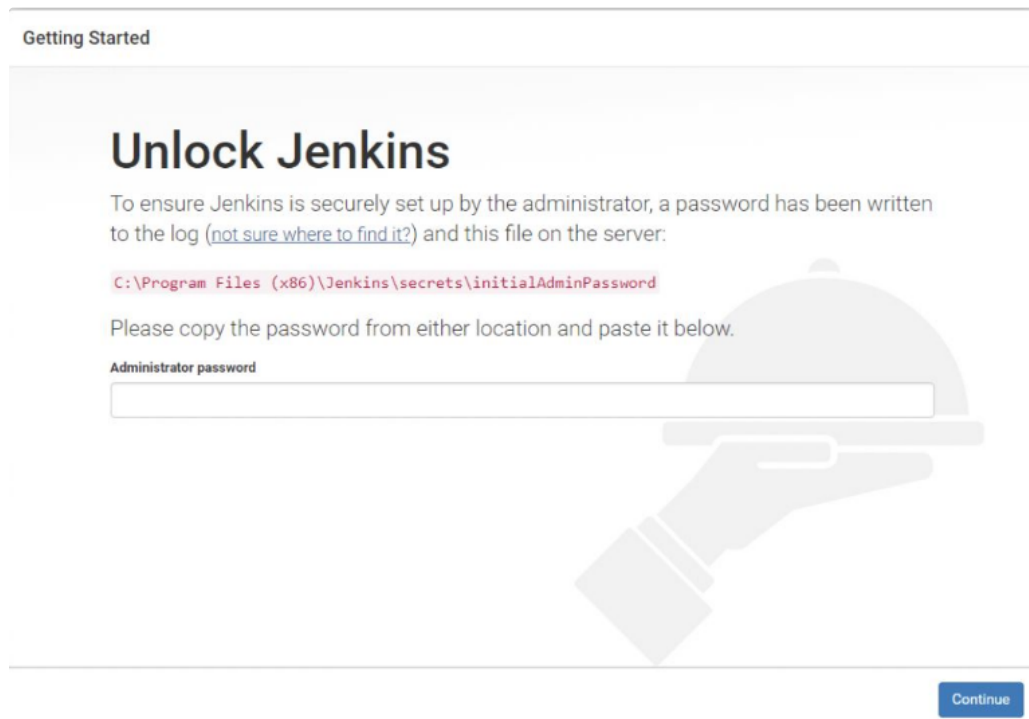 Getting Started
Unlock Jenkins
To ensure Jenkins is securely set up by the administrator, a password has been written
to the log (not sure where to find it?) and this file on the server:
C:\Program Files (x86)\Jenkins\secrets\initialAdminPassword
Please copy the password from either location and paste it below.
Administrator password
Continue